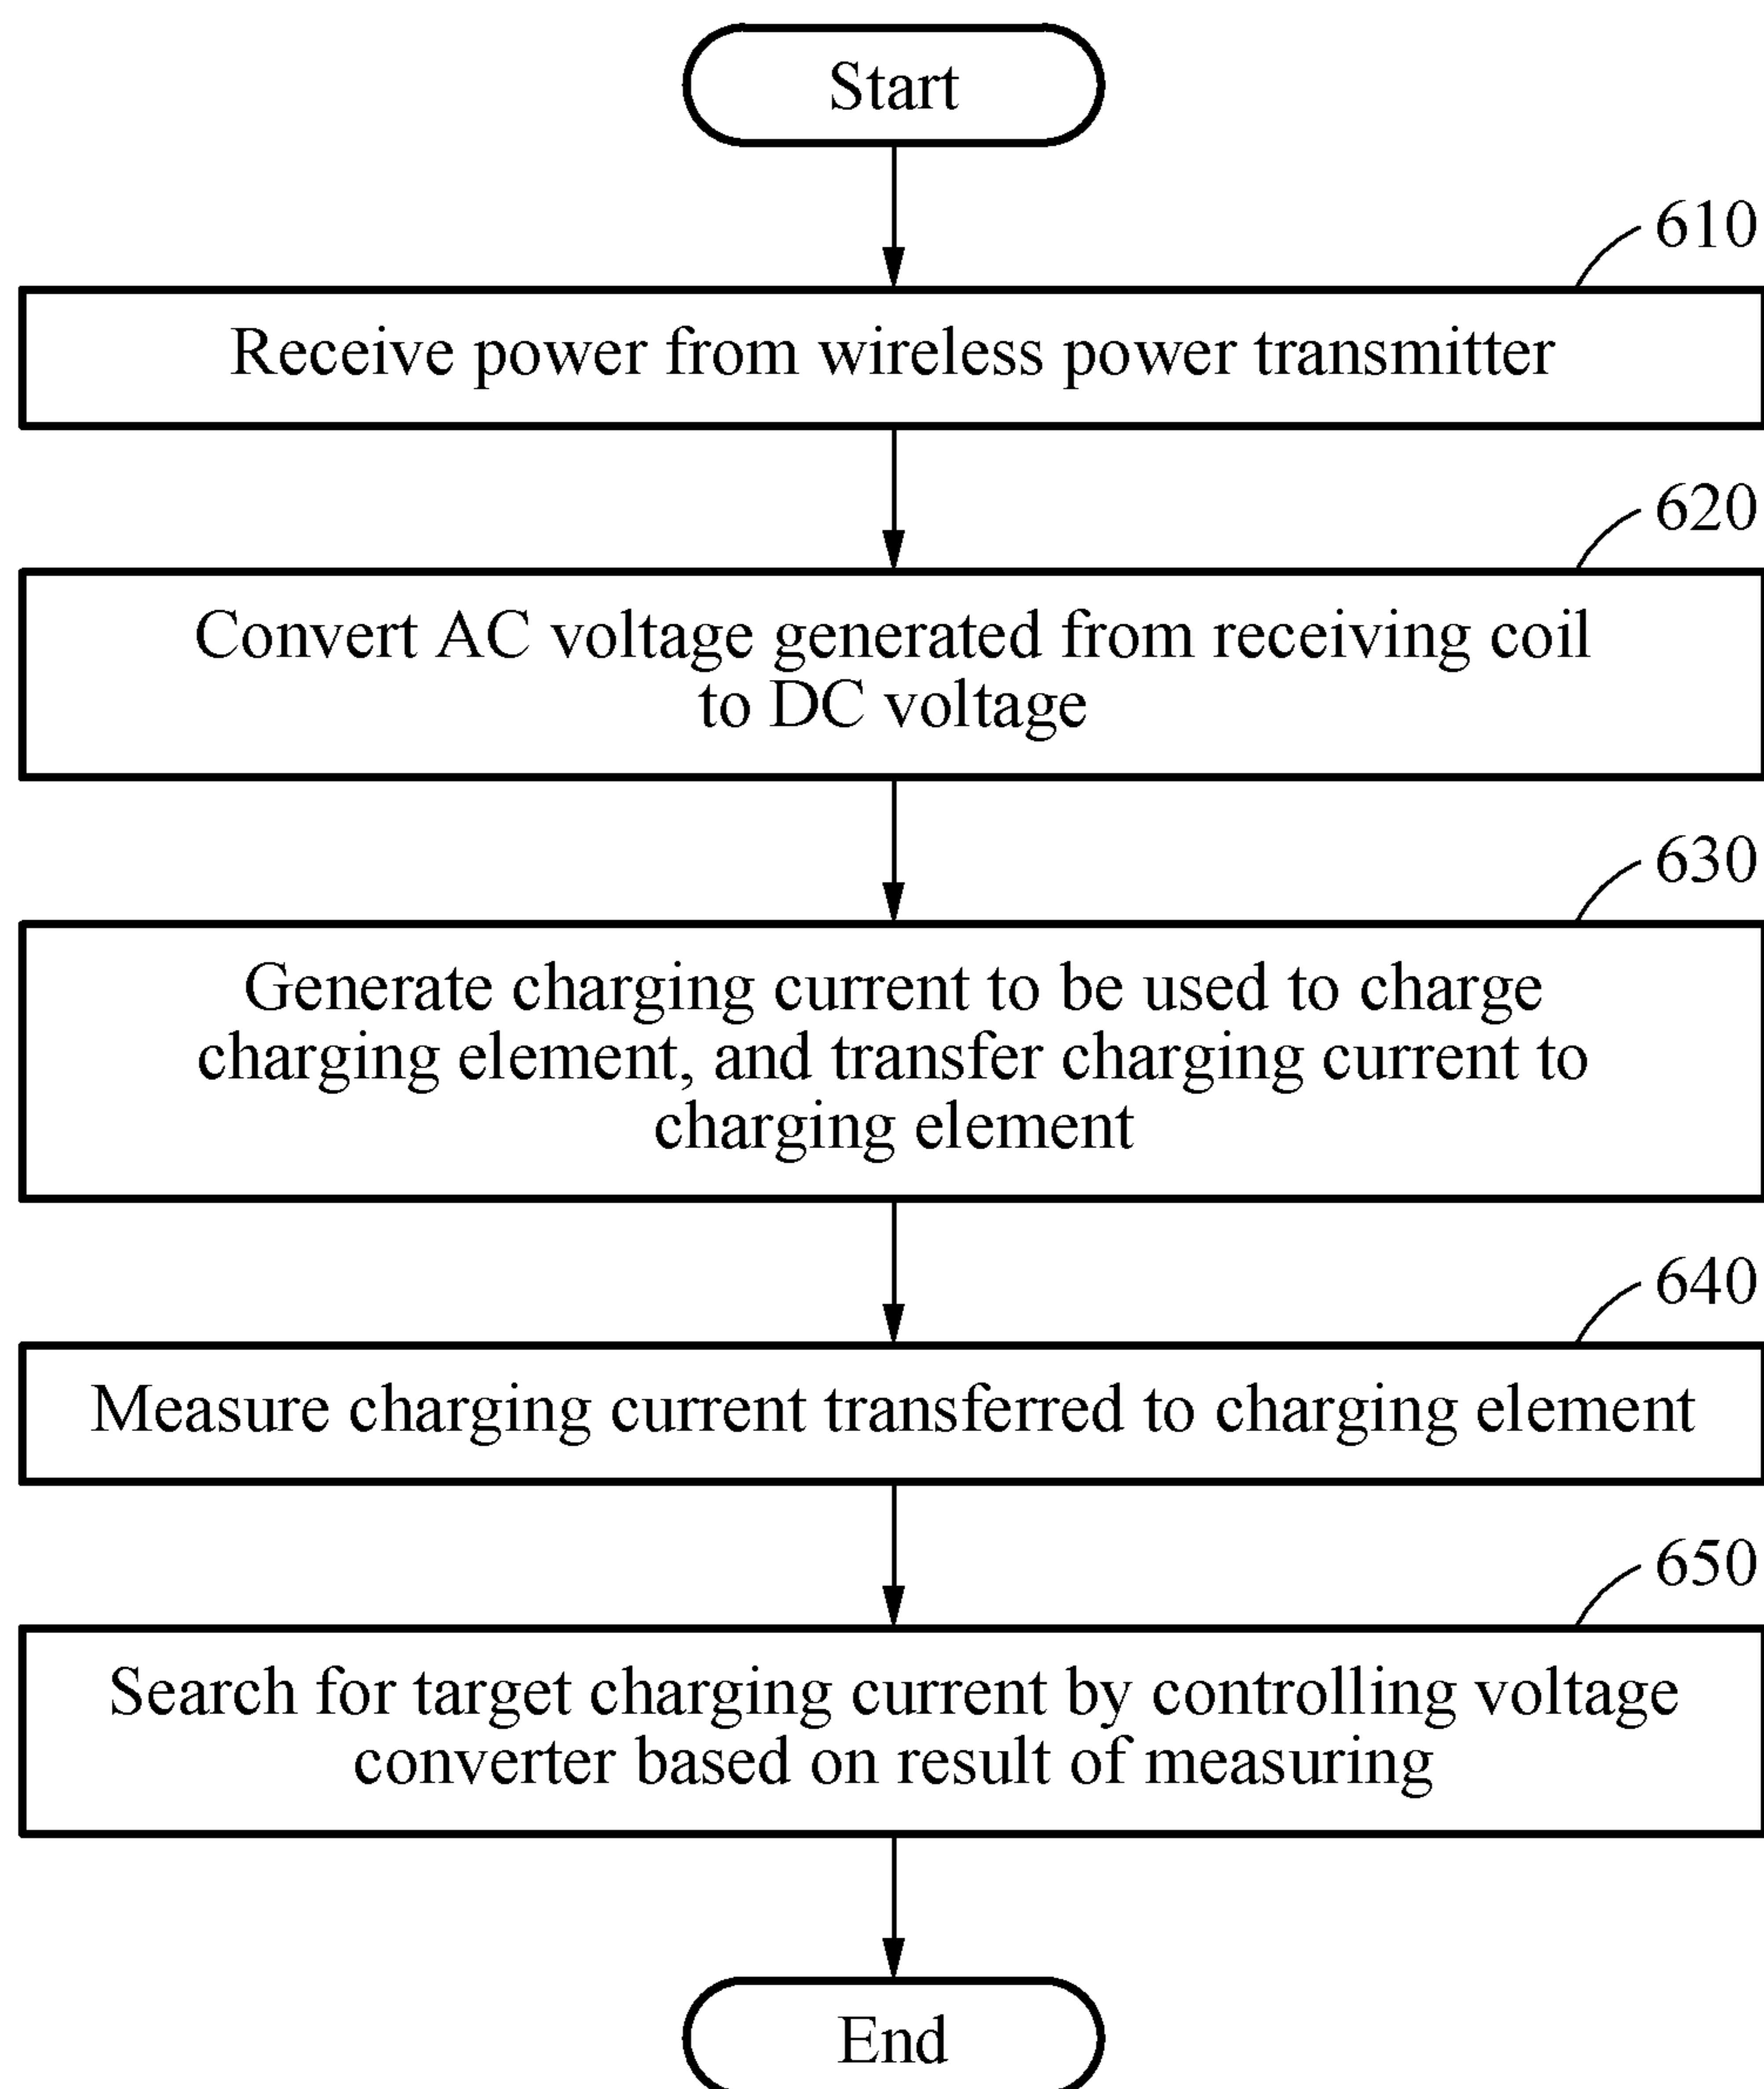 Start
610
Receive power from wireless power transmitter
620
Convert AC voltage generated from receiving coil
to DC voltage
630
Generate charging current to be used to charge
charging element, and transfer charging current to
charging element
640
Measure charging current transferred to charging element
650
Search for target charging current by controlling voltage
converter based on result of measuring
End